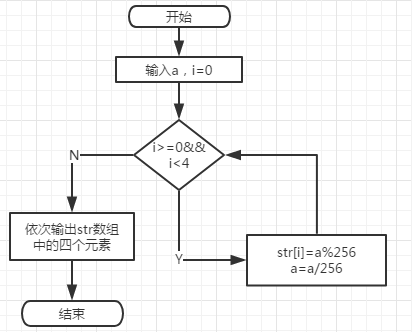 开始
输入a，i=0
i>=0&&
i<4
N
依次输出str数组
中的四个元素
Y
str[i]=a%256
a=a/256
结束